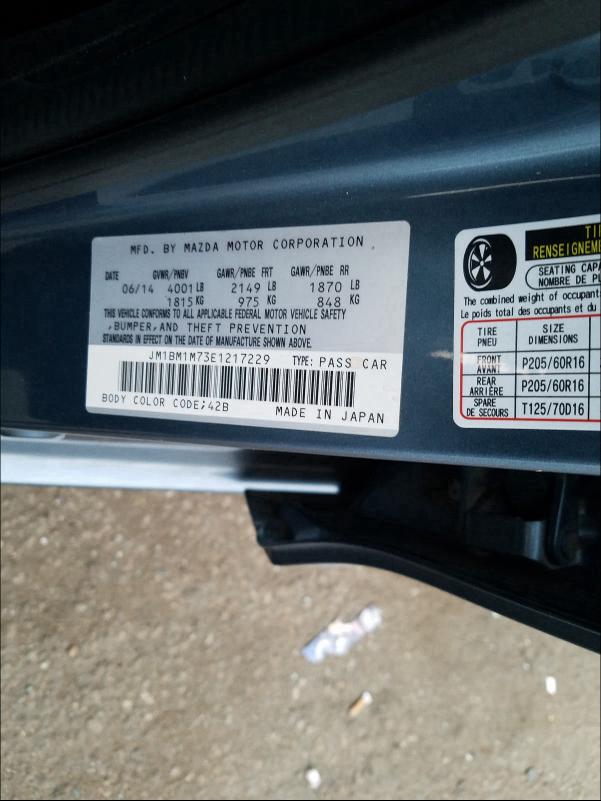 MFD. BY MAZDA MOTOR CORPORATION
DATE GVWR/PNBV GAWR/PNBE FRT GAWR/PNBE RR
06/14 4001 LB 2149 LB 1870 LB
1815 KG 975 KG 848 KG
THIS VEHICLE CONFORMS TO ALL APPLICABLE FEDERAL MOTOR VEHICLE SAFETY
,BUMPER,AND THEFT PREVENTION
STANDARDS IN EFFECT ON THE DATE OF MANUFACTURE SHOWN ABOVE.
JM1BM1M73E1217229 TYPE: PASS CAR
BODY COLOR CODE;42B MADE IN JAPAN
SEATING CAPA
The combined weight of occupant
Le poids total des occupants et du
TIRE SIZE
PNEU DIMENSIONS
FRONT
AVANT P205/60R16
REAR
ARRIÈRE P205/60R16
SPARE
DE SECOURS T125/70D16